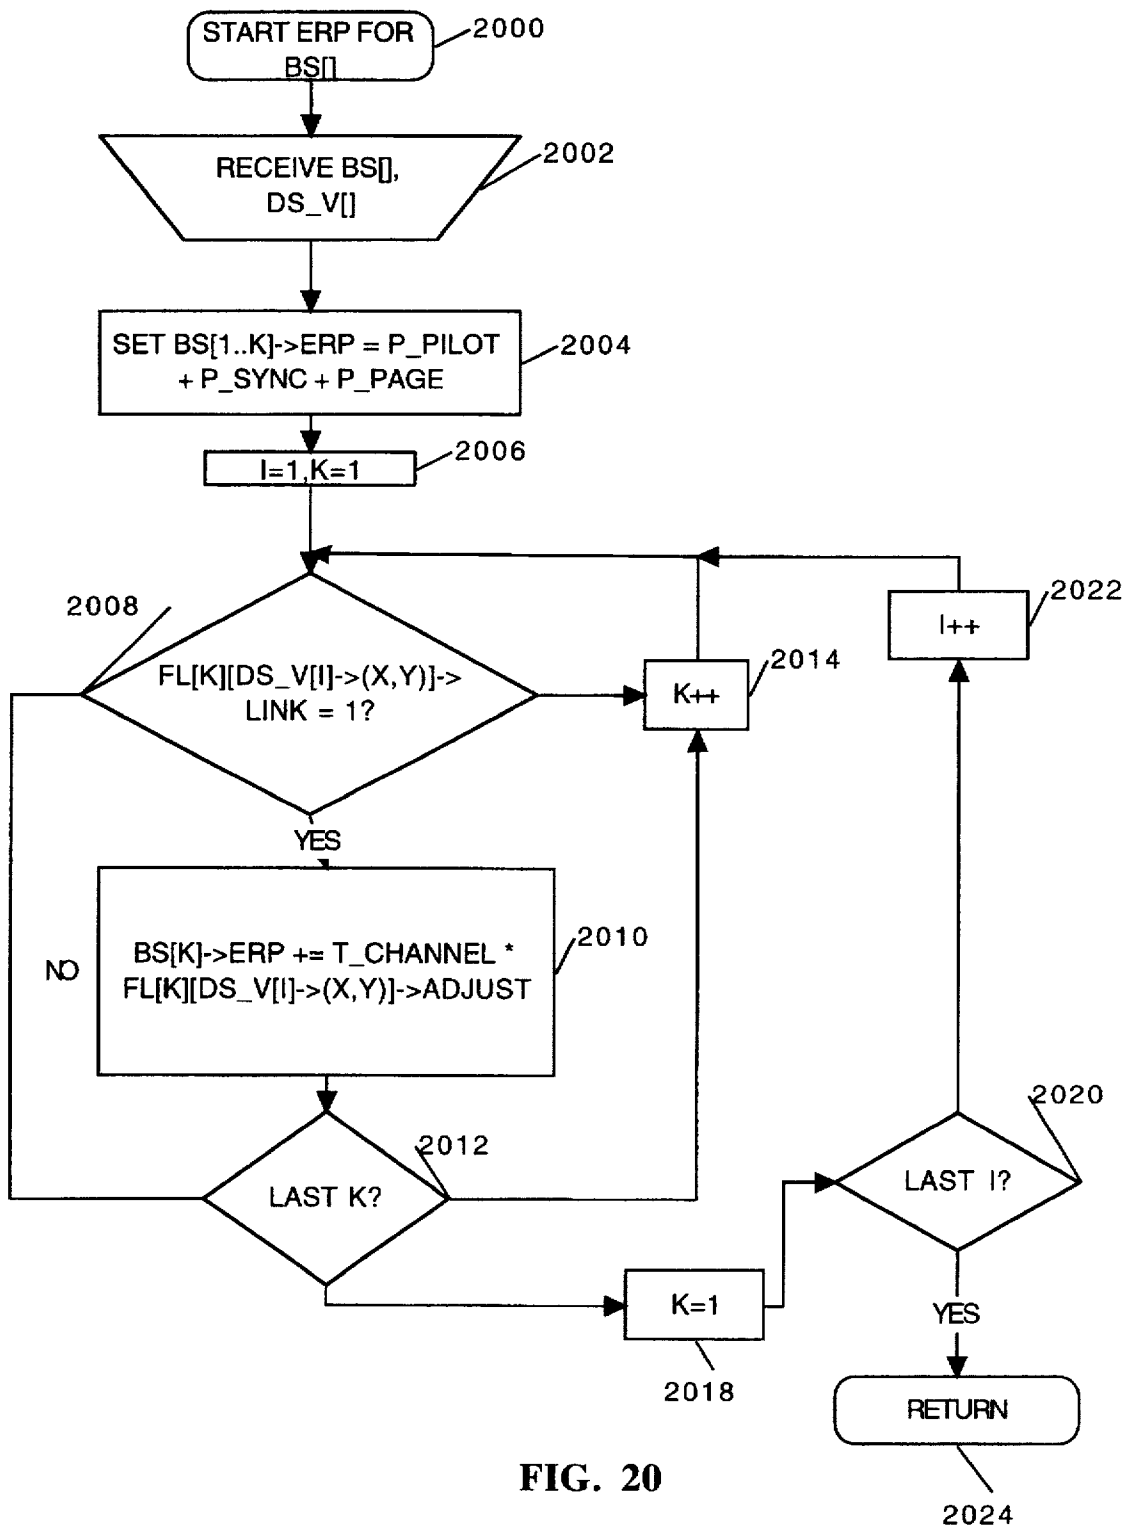 START ERP FOR
BS[]
2000
RECEIVE BS[],
DS_V[]
2002
SET BS[1..K]->ERP = P_PILOT
+ P_SYNC + P_PAGE
2004
I=1,K=1
2006
2008
FL[K][DS_V[I]->(X,Y)]->
LINK = 1?
K++
2014
I++
2022
YES
NO
BS[K]->ERP += T_CHANNEL *
FL[K][DS_V[I]->(X,Y)]->ADJUST
2010
LAST K?
2012
LAST I?
2020
K=1
2018
YES
RETURN
2024
FIG. 20